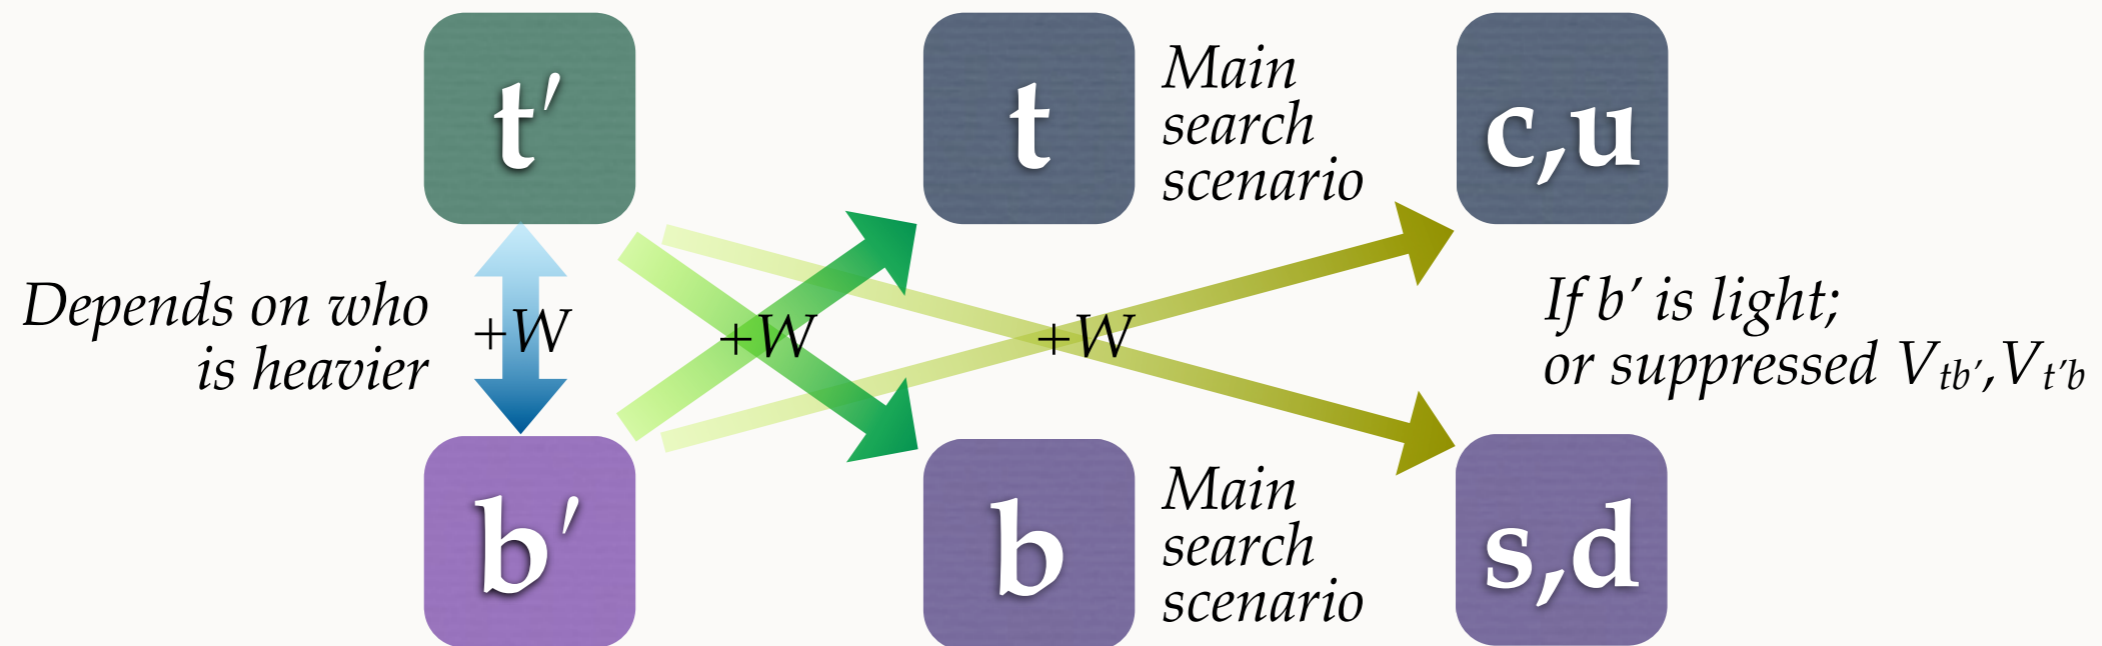 t′
t
Main
search
scenario
c,u
Depends on who
is heavier
+W
+W
+W
If b′ is light;
or suppressed Vtb′,Vt′b
b′
b
Main
search
scenario
s,d